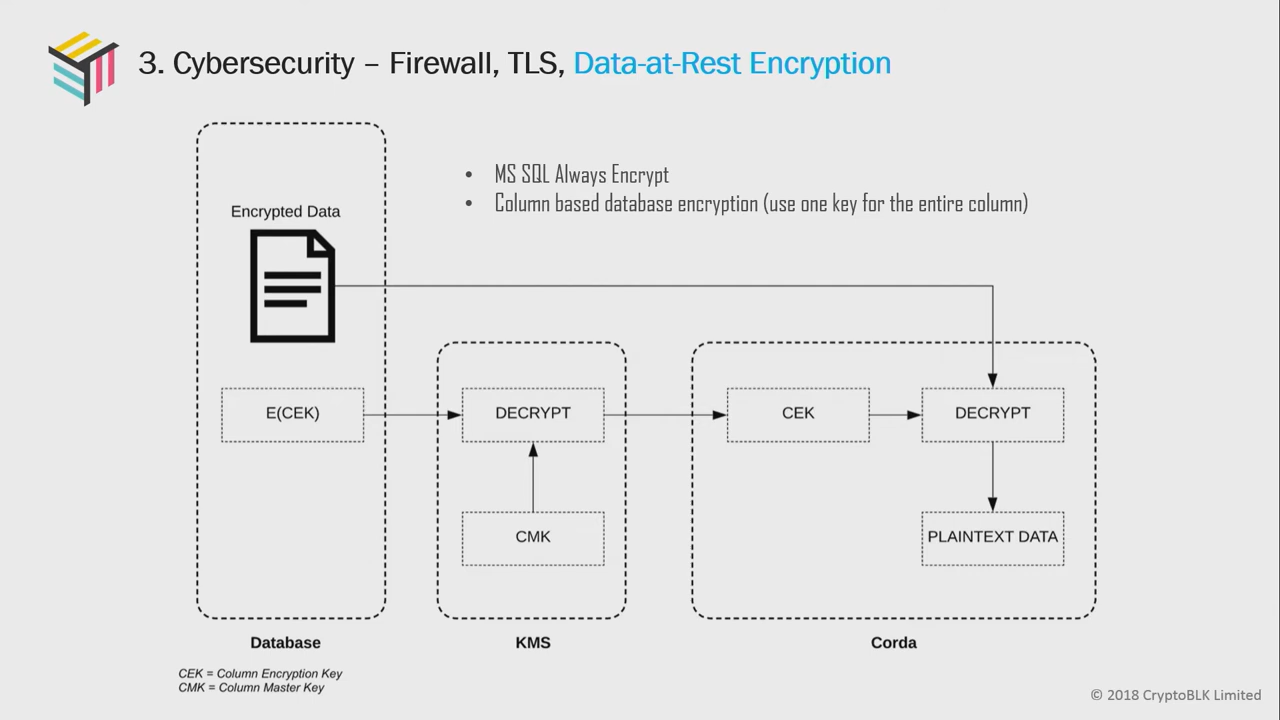 3. Cybersecurity – Firewall, TLS, Data-at-Rest Encryption
• MS SQL Always Encrypt
• Column based database encryption (use one key for the entire column)
Encrypted Data
E(CEK)
DECRYPT
CEK
DECRYPT
CMK
PLAINTEXT DATA
Database
KMS
Corda
CEK = Column Encryption Key
CMK = Column Master Key
© 2018 CryptoBLK Limited